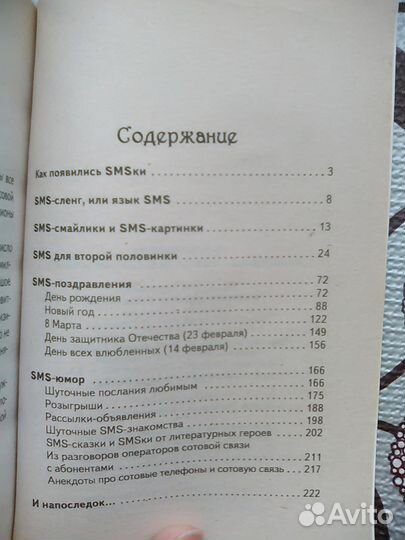 Содержание
Как появились SMSки 3
SMS-сленг, или язык SMS 8
SMS-смайлики и SMS-картинки 13
SMS для второй половинки 24
SMS-поздравления 72
День рождения 72
Новый год 88
8 Марта 122
День защитника Отечества (23 февраля) 149
День всех влюбленных (14 февраля) 156
SMS-юмор 166
Шуточные послания любимым 166
Розыгрыши 175
Рассылки-объявления 188
Шуточные SMS-знакомства 198
SMS-сказки и SMSки от литературных героев 202
Из разговоров операторов сотовой связи
с абонентами 211
Анекдоты про сотовые телефоны и сотовую связь 217
И напоследок... 222
Avito